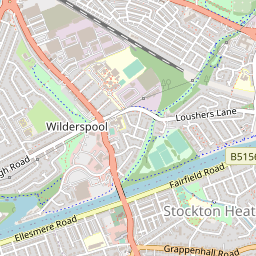 Loushers Lane
Wilderspool
gh Road
B5156
Fairfield Road
Stockton Heat
Ellesmere Road
Grappenhall Road